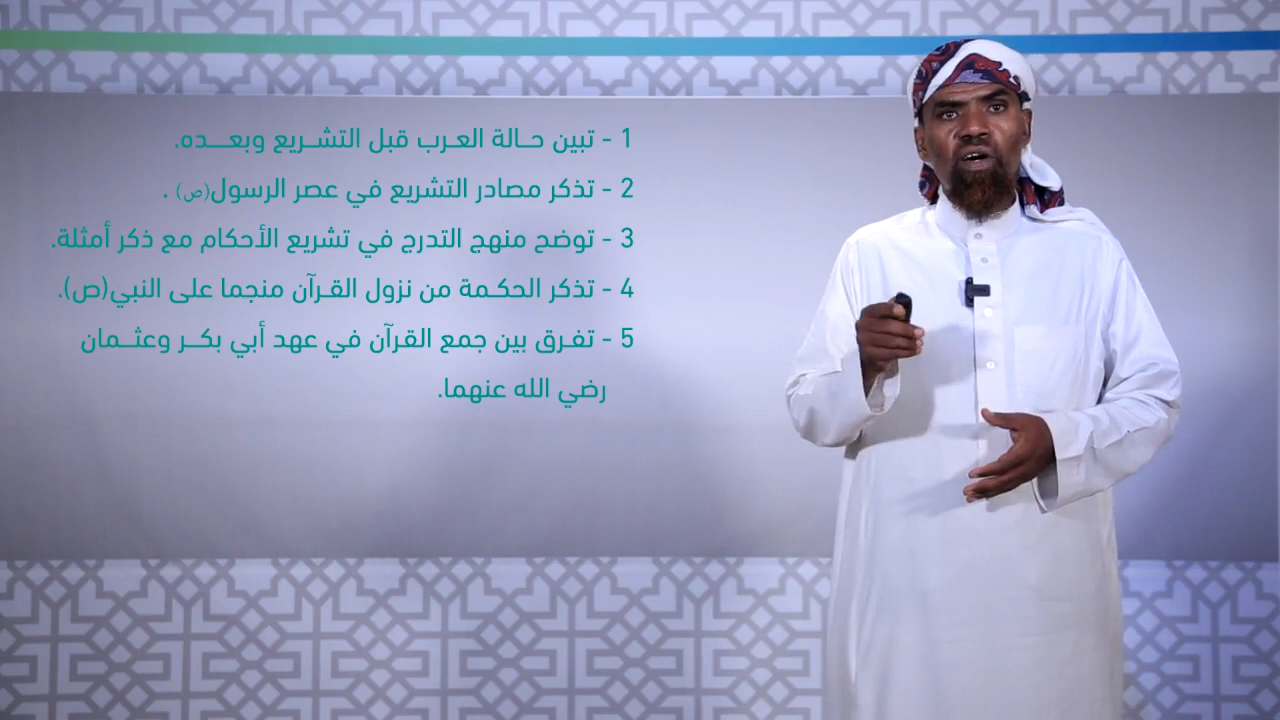 1 - تبين حـالة العـرب قبل التشـريع وبعــده.
2 - تذكر مصادر التشريع في عصر الرسول(ص) .
3 - توضح منهج التدرج في تشريع الأحكام مع ذكر أمثلة.
4 - تذكر الحكـمة من نزول القـرآن منجما على النبي(ص).
5 - تفـرق بين جمع القرآن في عهد أبي بكـر وعثـمان
رضي الله عنهما.